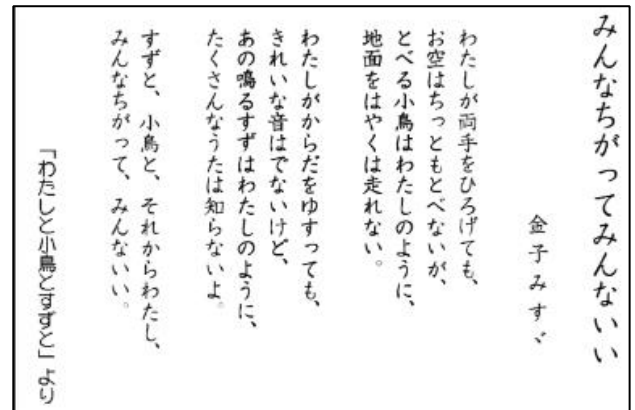 みんなちがってみんないい
金子みすゞ
わたしが両手をひろげても、
お空はちっともとべないが、
とべる小鳥はわたしのように、
地面をはやくは走れない。
わたしがからだをゆすっても、
きれいな音はでないけど、
あの鳴るすずはわたしのように、
たくさんなうたは知らないよ。
すずと、小鳥と、それからわたし、
みんなちがって、みんないい。
「わたしと小鳥とすずと」より